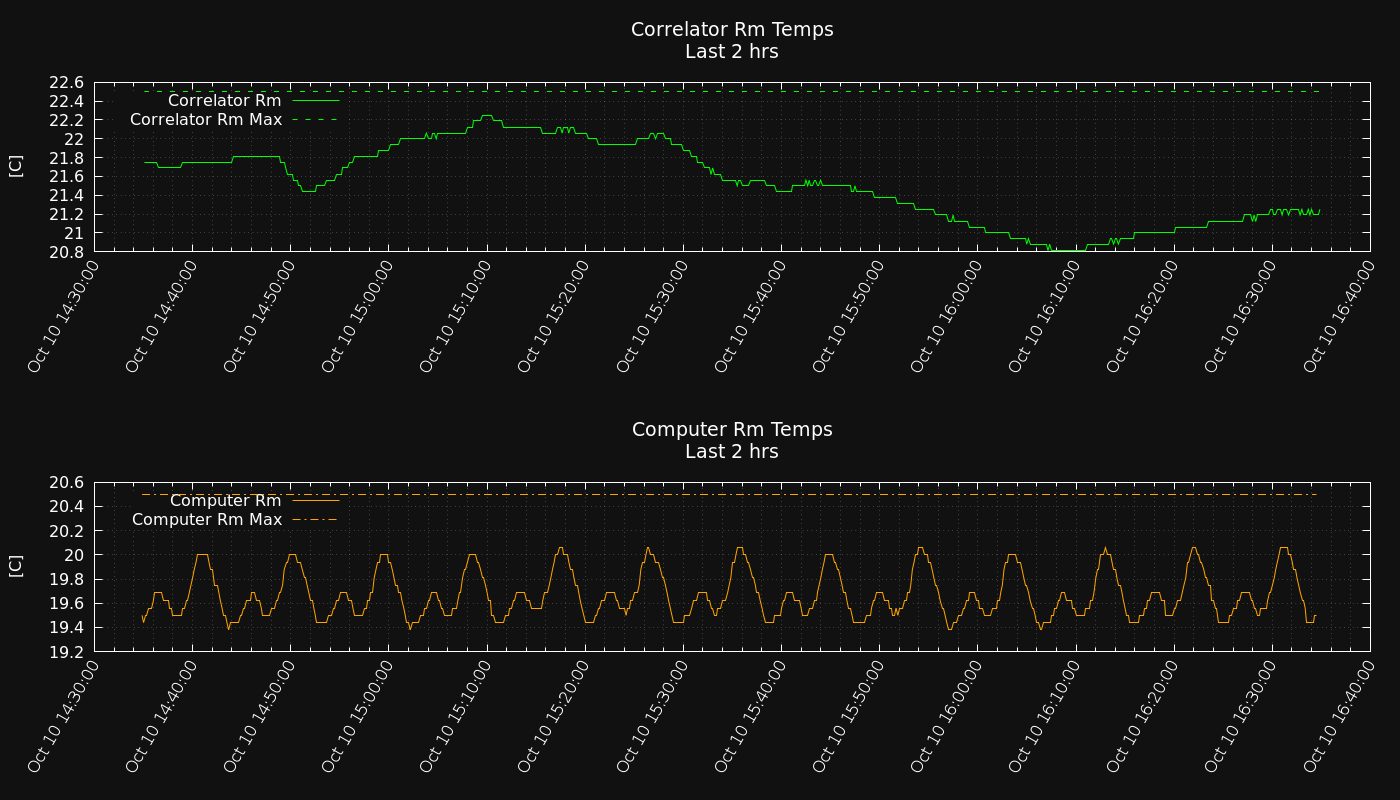 Correlator Rm Temps
Last 2 hrs
[C]
22.6
22.4
22.2
22
21.8
21.6
21.4
21.2
21
20.8
Correlator Rm
Correlator Rm Max
Oct 10 14:30:00
Oct 10 14:40:00
Oct 10 14:50:00
Oct 10 15:00:00
Oct 10 15:10:00
Oct 10 15:20:00
Oct 10 15:30:00
Oct 10 15:40:00
Oct 10 15:50:00
Oct 10 16:00:00
Oct 10 16:10:00
Oct 10 16:20:00
Oct 10 16:30:00
Oct 10 16:40:00
Computer Rm Temps
Last 2 hrs
[C]
20.6
20.4
20.2
20
19.8
19.6
19.4
19.2
Computer Rm
Computer Rm Max
Oct 10 14:30:00
Oct 10 14:40:00
Oct 10 14:50:00
Oct 10 15:00:00
Oct 10 15:10:00
Oct 10 15:20:00
Oct 10 15:30:00
Oct 10 15:40:00
Oct 10 15:50:00
Oct 10 16:00:00
Oct 10 16:10:00
Oct 10 16:20:00
Oct 10 16:30:00
Oct 10 16:40:00